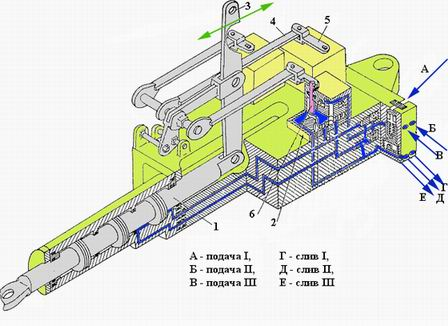 3
4
5
А
Б
В
Г
Д
Е
1
6
2
А - подача I,
Б - подача II,
В - подача III
Г - слив I,
Д - слив II,
Е - слив III